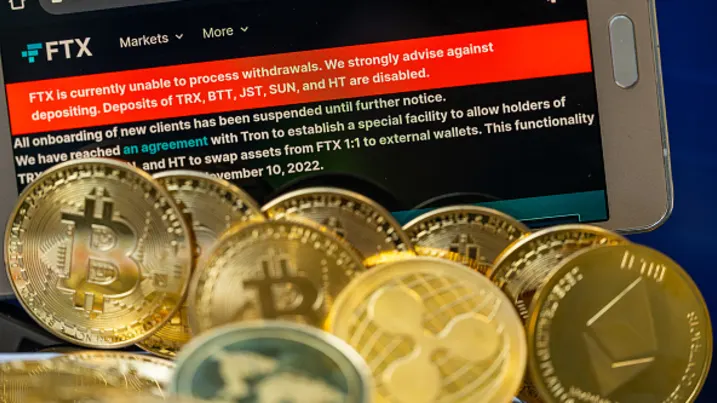 FTX Markets More
FTX is currently unable to process withdrawals. We strongly advise against
depositing. Deposits of TRX, BTT, JST, SUN, and HT are disabled.
All onboarding of new clients has been suspended until further notice.
We have reached an agreement with Tron to establish a special facility to allow holders of
TRX and HT to swap assets from FTX 1:1 to external wallets. This functionality
November 10, 2022.